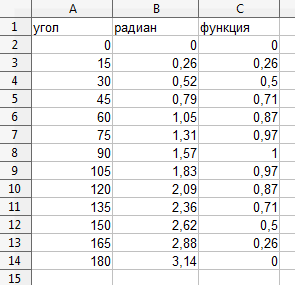 A B C
1 угол радиан функция
2 0 0 0
3 15 0,26 0,26
4 30 0,52 0,5
5 45 0,79 0,71
6 60 1,05 0,87
7 75 1,31 0,97
8 90 1,57 1
9 105 1,83 0,97
10 120 2,09 0,87
11 135 2,36 0,71
12 150 2,62 0,5
13 165 2,88 0,26
14 180 3,14 0
15